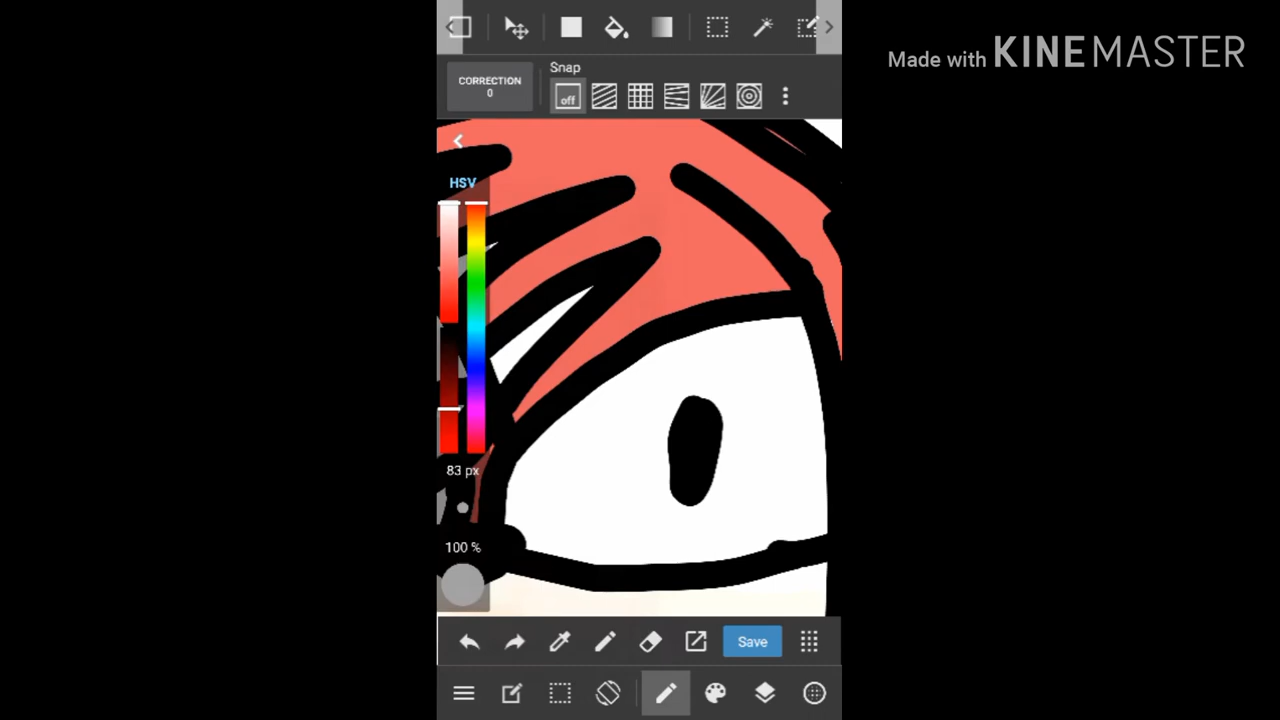 Made with KINEMASTER
CORRECTION
0
Snap
off
HSV
83 px
100 %
Save